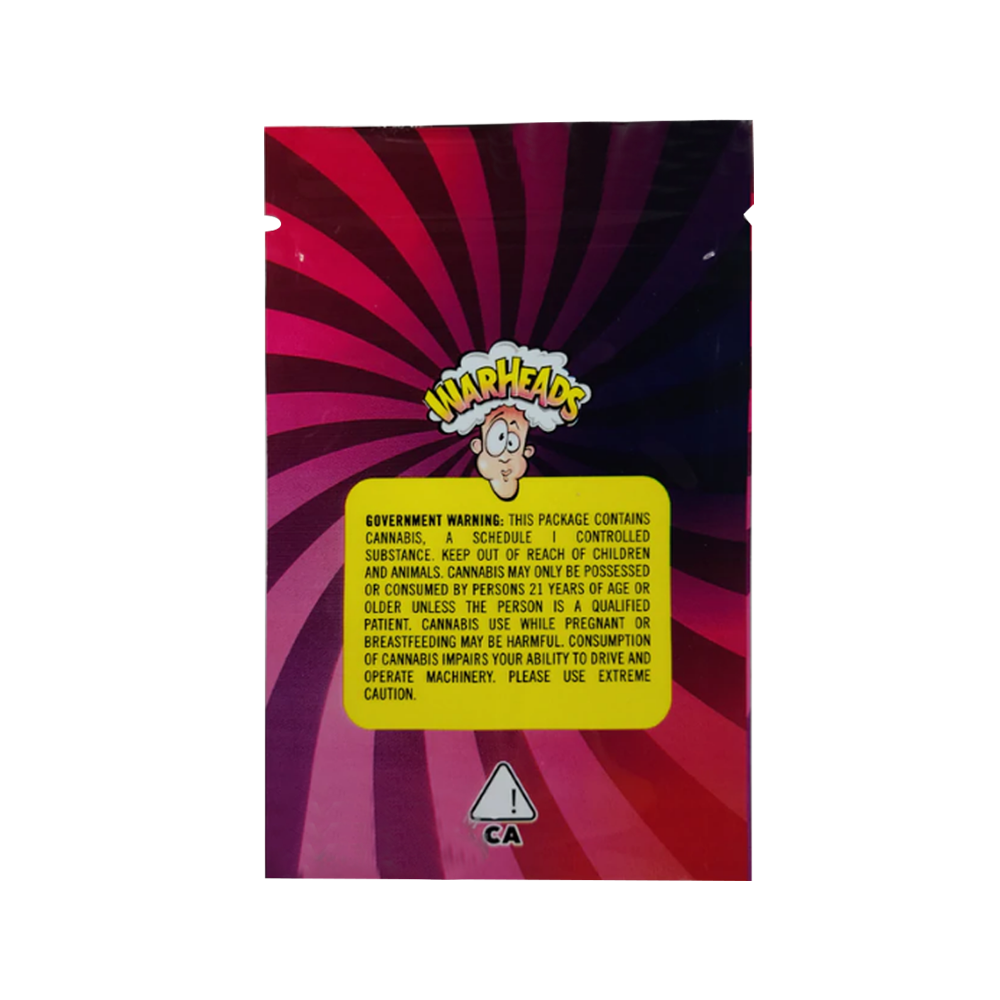 WARHEADS
GOVERNMENT WARNING: THIS PACKAGE CONTAINS
CANNABIS, A SCHEDULE I CONTROLLED
SUBSTANCE. KEEP OUT OF REACH OF CHILDREN
AND ANIMALS. CANNABIS MAY ONLY BE POSSESSED
OR CONSUMED BY PERSONS 21 YEARS OF AGE OR
OLDER UNLESS THE PERSON IS A QUALIFIED
PATIENT. CANNABIS USE WHILE PREGNANT OR
BREASTFEEDING MAY BE HARMFUL. CONSUMPTION
OF CANNABIS IMPAIRS YOUR ABILITY TO DRIVE AND
OPERATE MACHINERY. PLEASE USE EXTREME
CAUTION.
!
CA